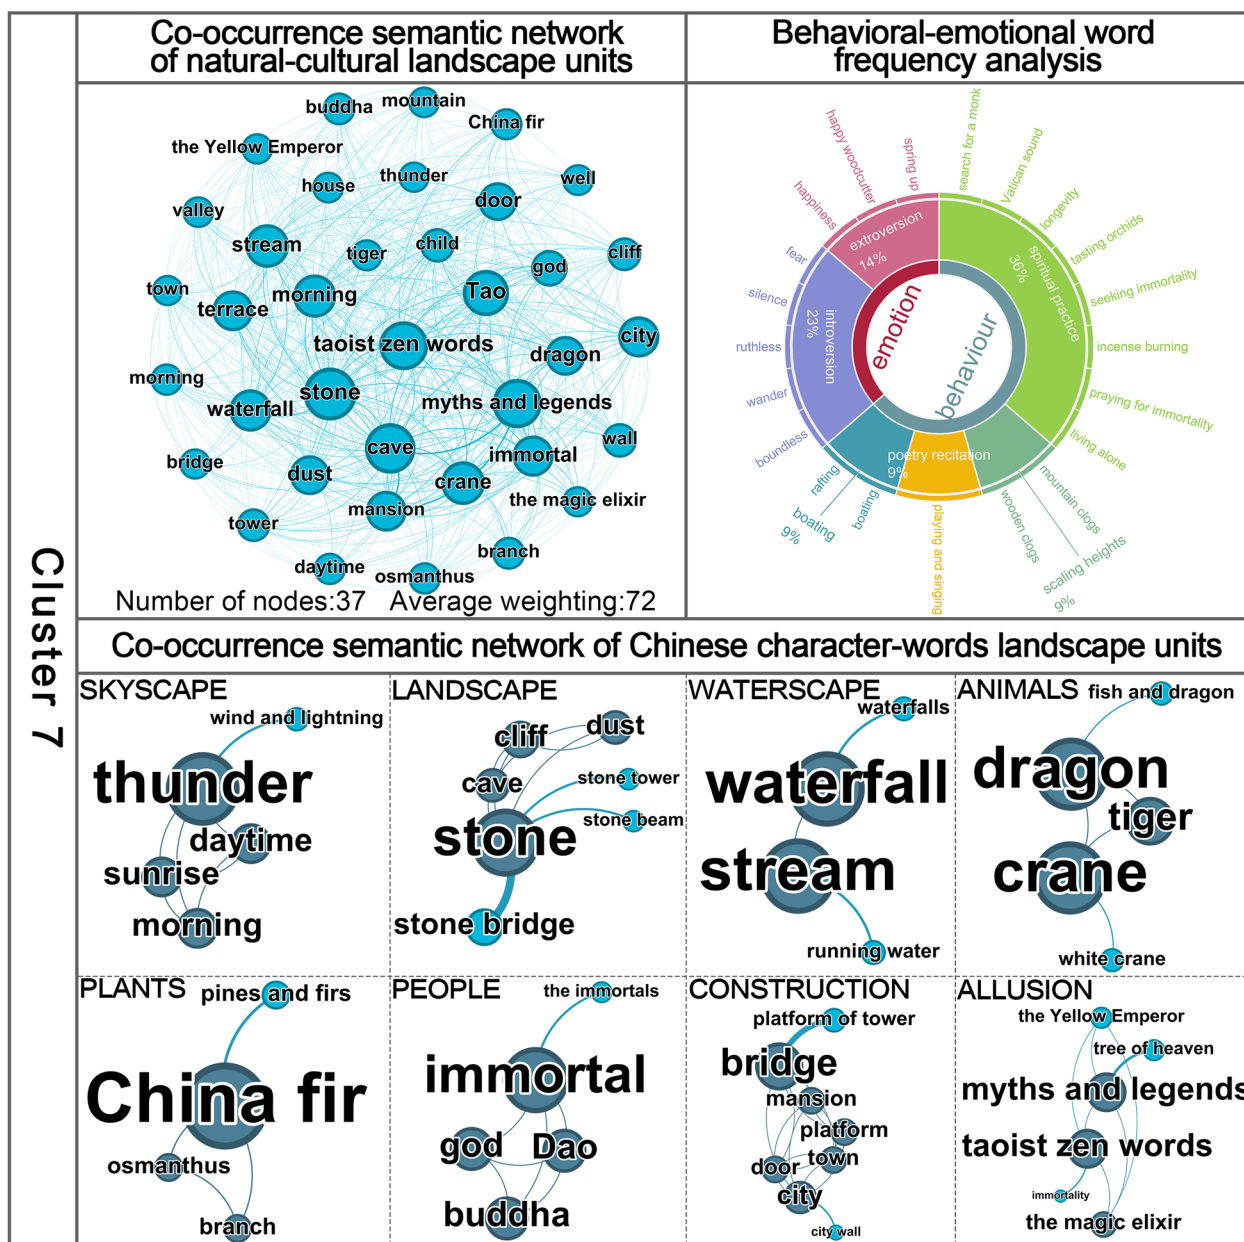 Cluster 7
Co-occurrence semantic network
of natural-cultural landscape units
Behavioral-emotional word
frequency analysis
buddha
mountain
China fir
the Yellow Emperor
house
thunder
well
valley
door
stream
tiger
child
cliff
god
town
terrace
morning
Tao
city
taoist zen words
dragon
morning
stone
waterfall
myths and legends
wall
cave
immortal
bridge
dust
crane
the magic elixir
mansion
tower
branch
daytime
osmanthus
Number of nodes:37 Average weighting:72
emotion
behaviour
extroversion
14%
happiness
happy woodcutter
spring up
spiritual practice
36%
search for a monk
Vatican sound
longevity
tasting orchids
seeking immortality
incense burning
praying for immortality
living alone
scaling heights
9%
mountain clogs
wooden clogs
poetry recitation
9%
playing and singing
boating
9%
boating
rafting
introversion
23%
boundless
wander
ruthless
silence
fear
Co-occurrence semantic network of Chinese character-words landscape units
SKYSCAPE
wind and lightning
thunder
daytime
sunrise
morning
LANDSCAPE
dust
cliff
cave
stone tower
stone beam
stone
stone bridge
WATERSCAPE
waterfalls
waterfall
stream
running water
ANIMALS
fish and dragon
dragon
tiger
crane
white crane
PLANTS
pines and firs
China fir
osmanthus
branch
PEOPLE
the immortals
immortal
god
Dao
buddha
CONSTRUCTION
platform of tower
bridge
mansion
platform
town
door
city
city wall
ALLUSION
the Yellow Emperor
tree of heaven
myths and legends
taoist zen words
immortality
the magic elixir